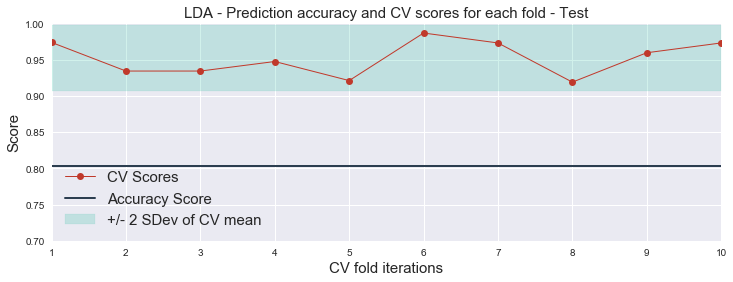 LDA - Prediction accuracy and CV scores for each fold - Test
1.00
0.95
0.90
0.85
0.80
0.75
0.70
Score
CV Scores
Accuracy Score
+/- 2 SDev of CV mean
1 2 3 4 5 6 7 8 9 10
CV fold iterations